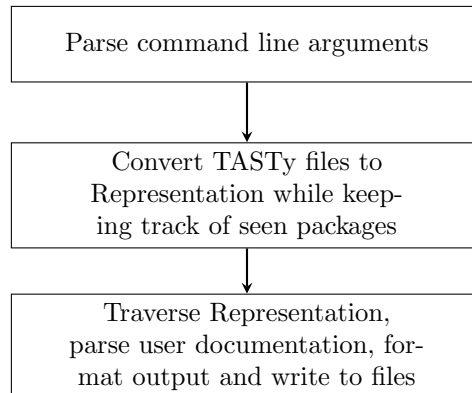 Parse command line arguments
Convert TASTy files to
Representation while keep-
ing track of seen packages
Traverse Representation,
parse user documentation, for-
mat output and write to files